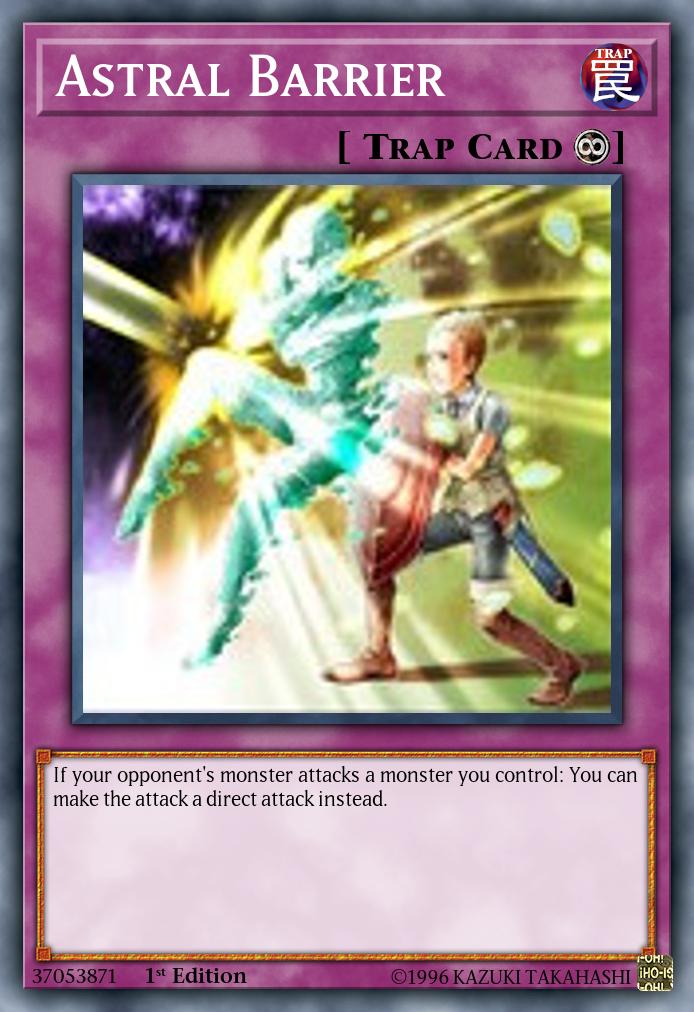 Astral Barrier
TRAP
罠
[ Trap Card ]
If your opponent's monster attacks a monster you control: You can
make the attack a direct attack instead.
37053871 1st Edition ©1996 KAZUKI TAKAHASHI